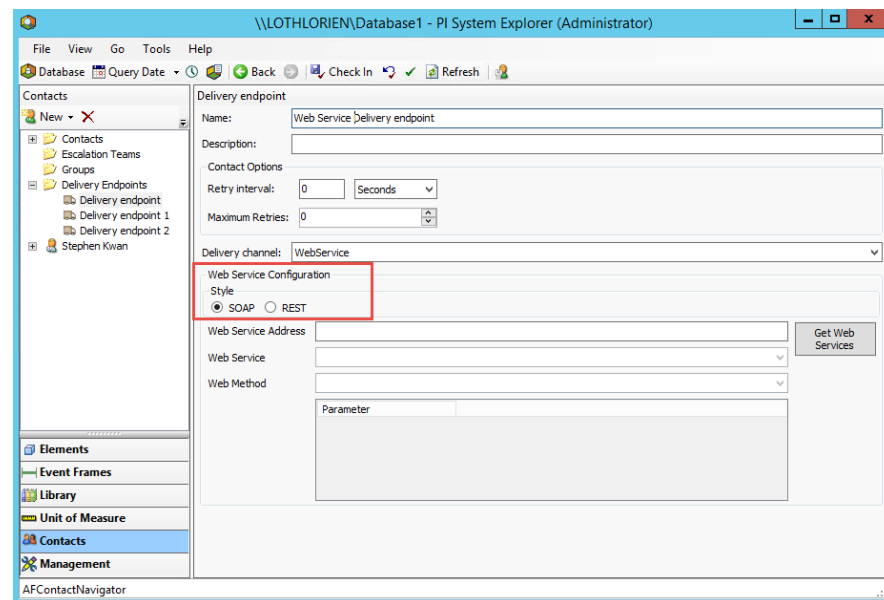 \\LOTHLORIEN\Database1 - PI System Explorer (Administrator)
File View Go Tools Help
Database Query Date Back Check In Refresh
Contacts
New
Contacts
Escalation Teams
Groups
Delivery Endpoints
Delivery endpoint
Delivery endpoint 1
Delivery endpoint 2
Stephen Kwan
Elements
Event Frames
Library
Unit of Measure
Contacts
Management
Delivery endpoint
Name: Web Service Delivery endpoint
Description:
Contact Options
Retry interval: 0 Seconds
Maximum Retries: 0
Delivery channel: WebService
Web Service Configuration
Style
SOAP REST
Web Service Address
Get Web
Services
Web Service
Web Method
Parameter
AFContactNavigator